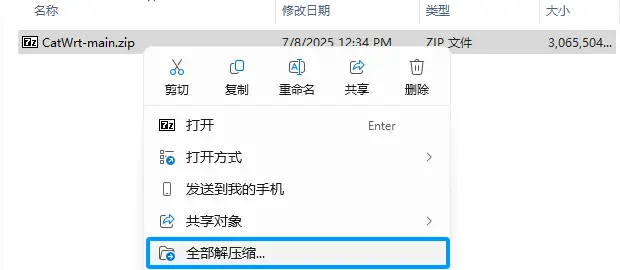 名称 修改日期 类型 大小
CatWrt-main.zip 7/8/2025 12:34 PM ZIP 文件 3,065,504...
剪切 复制 重命名 共享 删除
打开 Enter
打开方式
发送到我的手机
共享对象
全部解压缩...